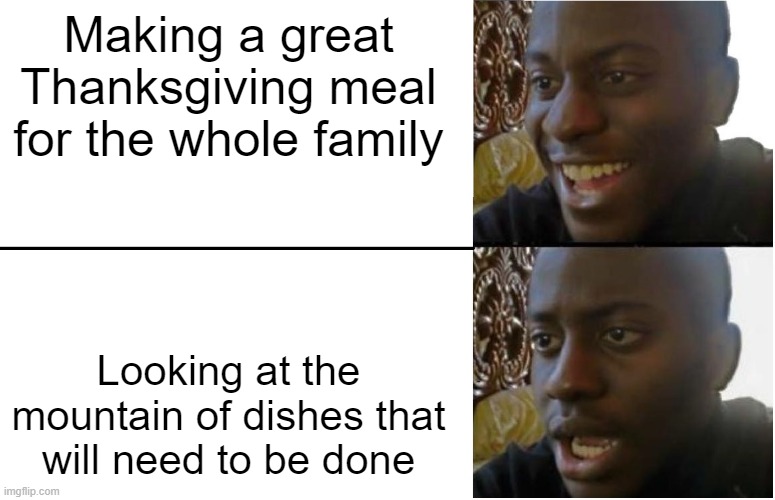 Making a great
Thanksgiving meal
for the whole family
Looking at the
mountain of dishes that
will need to be done
imgflip.com